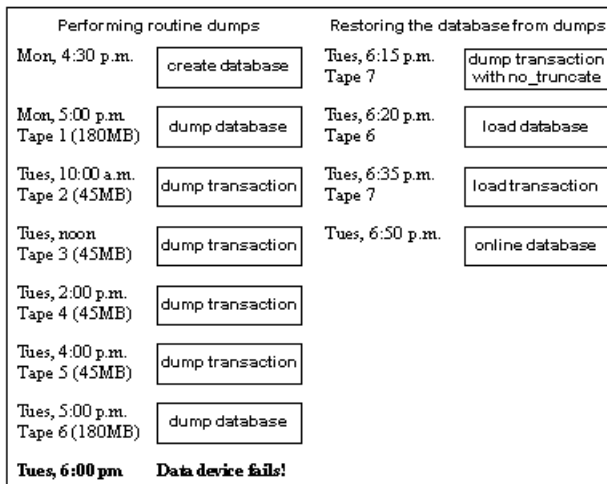 Performing routine dumps
Mon, 4:30 p.m.
create database
Mon, 5:00 p.m.
Tape 1 (180MB)
dump database
Tues, 10:00 a.m.
Tape 2 (45MB)
dump transaction
Tues, noon
Tape 3 (45MB)
dump transaction
Tues, 2:00 p.m.
Tape 4 (45MB)
dump transaction
Tues, 4:00 p.m.
Tape 5 (45MB)
dump transaction
Tues, 5:00 p.m.
Tape 6 (180MB)
dump database
Tues, 6:00 pm Data device fails!
Restoring the database from dumps
Tues, 6:15 p.m.
Tape 7
dump transaction
with no_truncate
Tues, 6:20 p.m.
Tape 6
load database
Tues, 6:35 p.m.
Tape 7
load transaction
Tues, 6:50 p.m.
online database